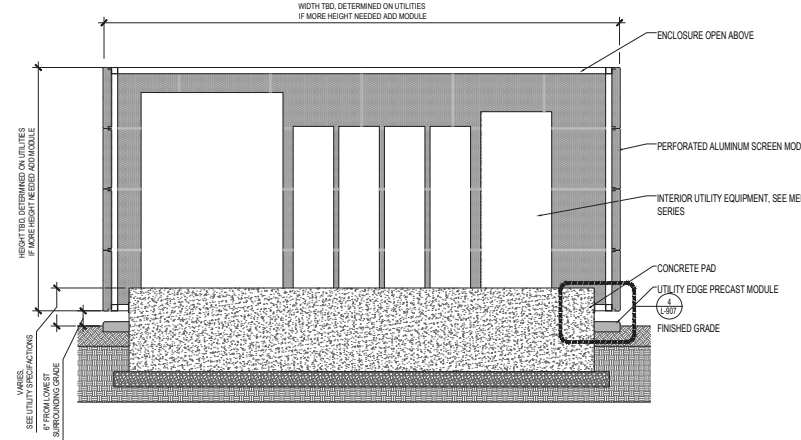 WIDTH TBD, DETERMINED ON UTILITIES
IF MORE HEIGHT NEEDED ADD MODULE
ENCLOSURE OPEN ABOVE
PERFORATED ALUMINUM SCREEN MOD
INTERIOR UTILITY EQUIPMENT, SEE ME
SERIES
CONCRETE PAD
UTILITY EDGE PRECAST MODULE
4
L-907
FINISHED GRADE
HEIGHT TBD, DETERMINED ON UTILITIES
IF MORE HEIGHT NEEDED ADD MODULE
VARIES,
SEE UTILITY SPECIFACTIONS
6" FROM LOWEST
SURROUNDING GRADE